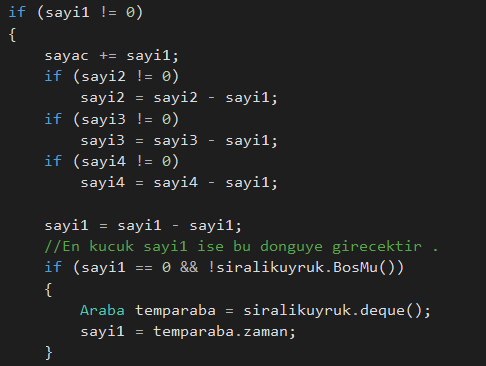 if (sayi1 != 0)
{
sayac += sayi1;
if (sayi2 != 0)
sayi2 = sayi2 - sayi1;
if (sayi3 != 0)
sayi3 = sayi3 - sayi1;
if (sayi4 != 0)
sayi4 = sayi4 - sayi1;
sayi1 = sayi1 - sayi1;
//En kucuk sayi1 ise bu donguye girecektir .
if (sayi1 == 0 && !siralikuyruk.BosMu())
{
Araba temparaba = siralikuyruk.deque();
sayi1 = temparaba.zaman;
}